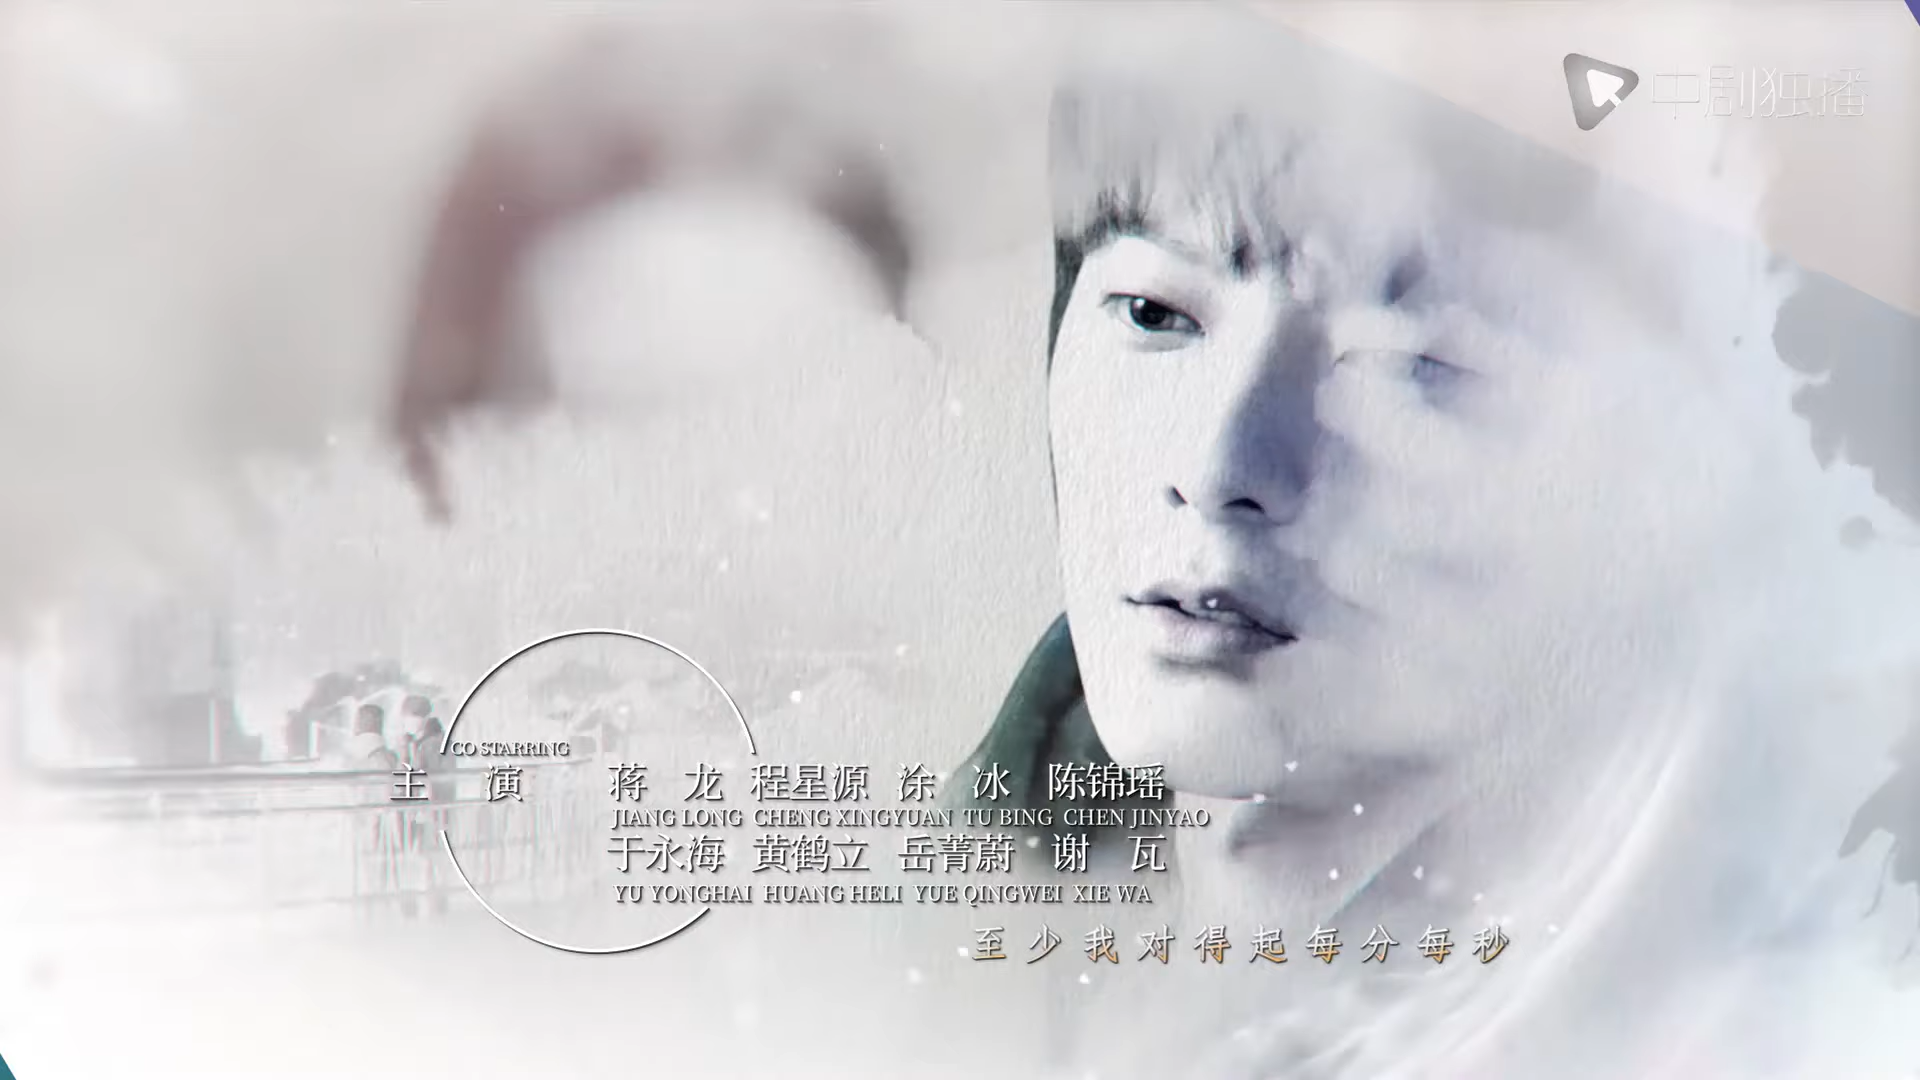 中剧独播
CO STARRING
主 演 蒋 龙 程星源 涂 冰 陈锦瑶
JIANG LONG CHENG XINGYUAN TU BING CHEN JINYAO
于永海 黄鹤立 岳菁蔚 谢 瓦
YU YONGHAI HUANG HELI YUE QINGWEI XIE WA
至少我对得起每分每秒